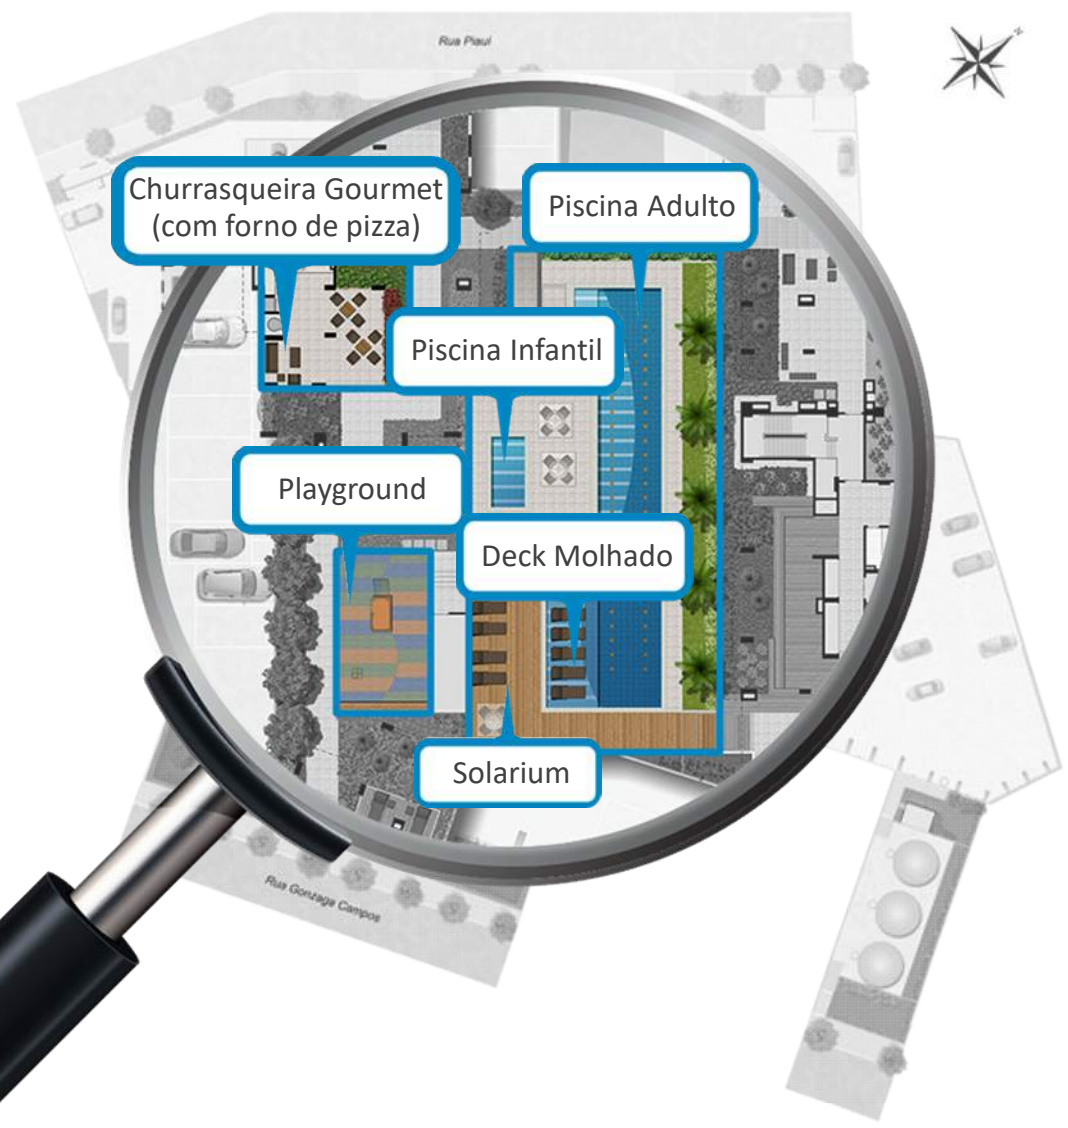 Rua Piauí
N
Churrasqueira Gourmet
(com forno de pizza)
Piscina Adulto
Piscina Infantil
Playground
Deck Molhado
Solarium
Rua Gonzaga Campos